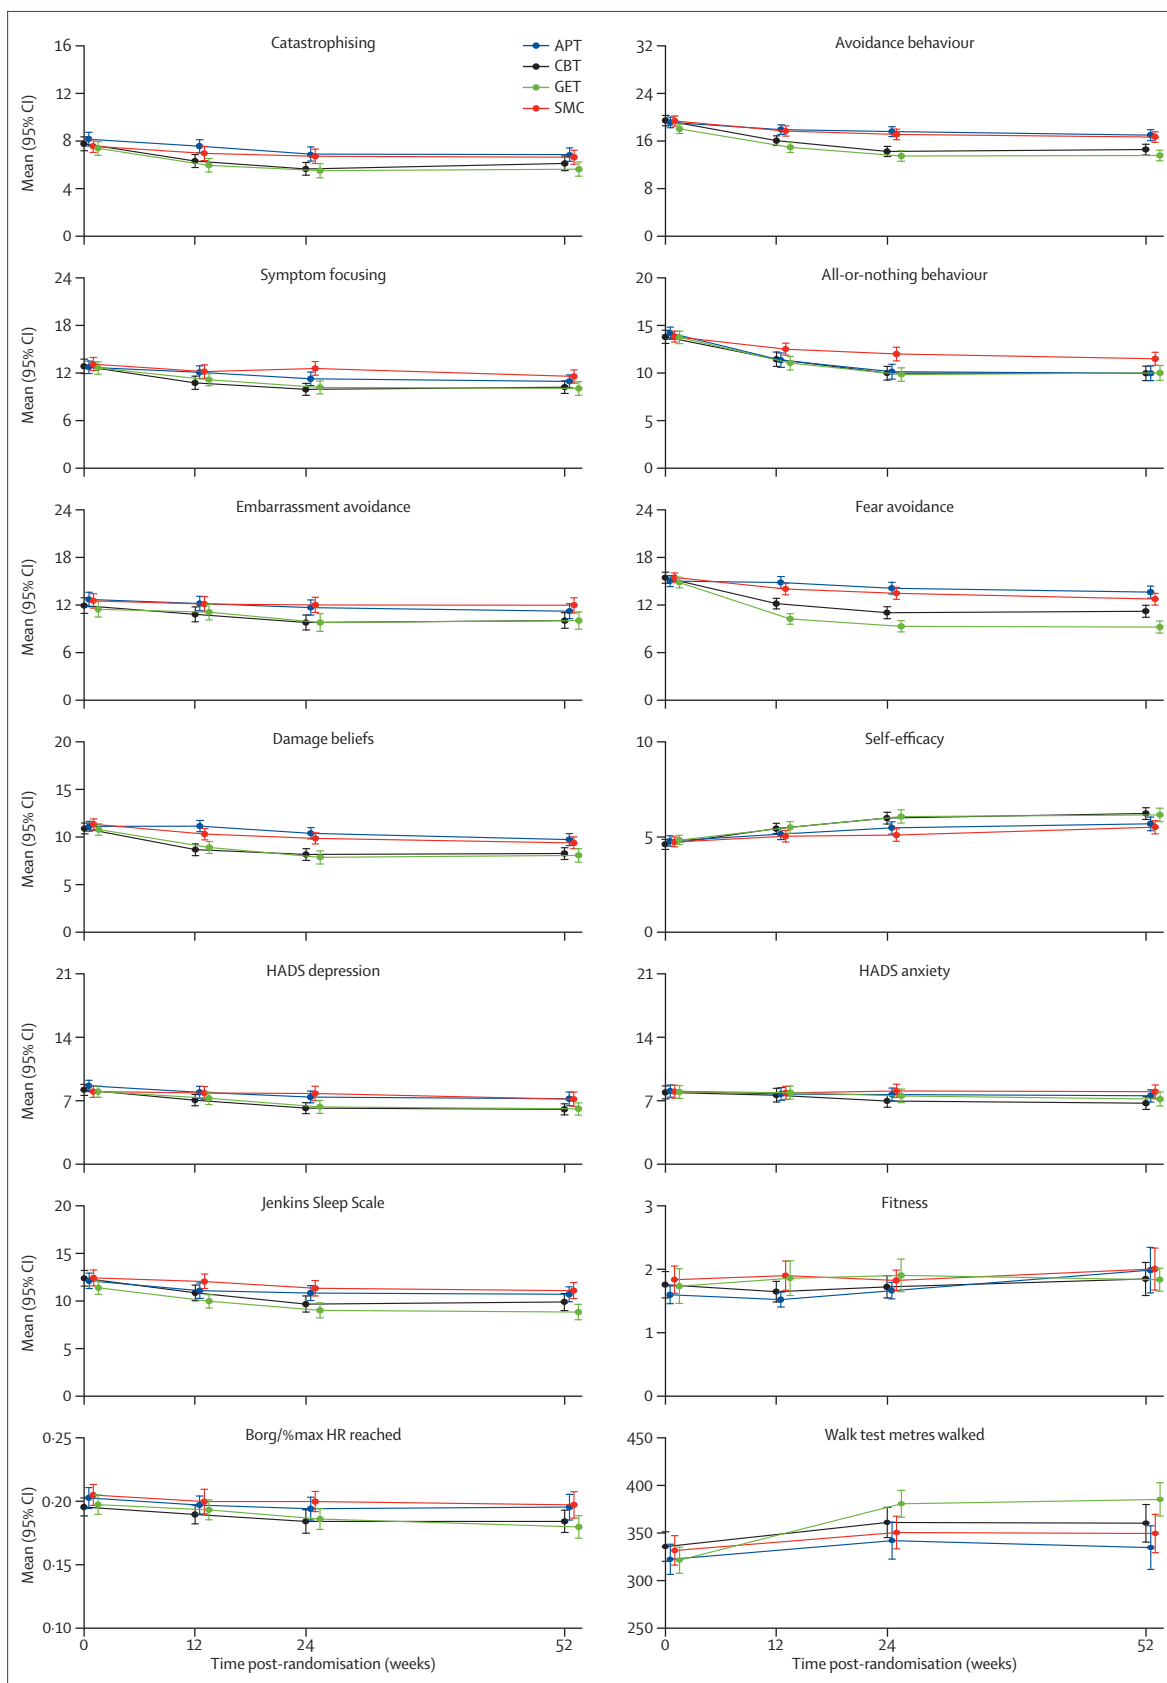 Catastrophising
16
12
8
4
0
Mean (95% CI)
APT
CBT
GET
SMC
Avoidance behaviour
32
24
16
8
0
Symptom focusing
24
18
12
6
0
Mean (95% CI)
All-or-nothing behaviour
20
15
10
5
0
Embarrassment avoidance
24
18
12
6
0
Mean (95% CI)
Fear avoidance
24
18
12
6
0
Damage beliefs
20
15
10
5
0
Mean (95% CI)
Self-efficacy
10
5
0
HADS depression
21
14
7
0
Mean (95% CI)
HADS anxiety
21
14
7
0
Jenkins Sleep Scale
20
15
10
5
0
Mean (95% CI)
Fitness
3
2
1
0
Borg/%max HR reached
0·25
0·20
0·15
0·10
Mean (95% CI)
0 12 24 52
Time post-randomisation (weeks)
Walk test metres walked
450
400
350
300
250
0 12 24 52
Time post-randomisation (weeks)